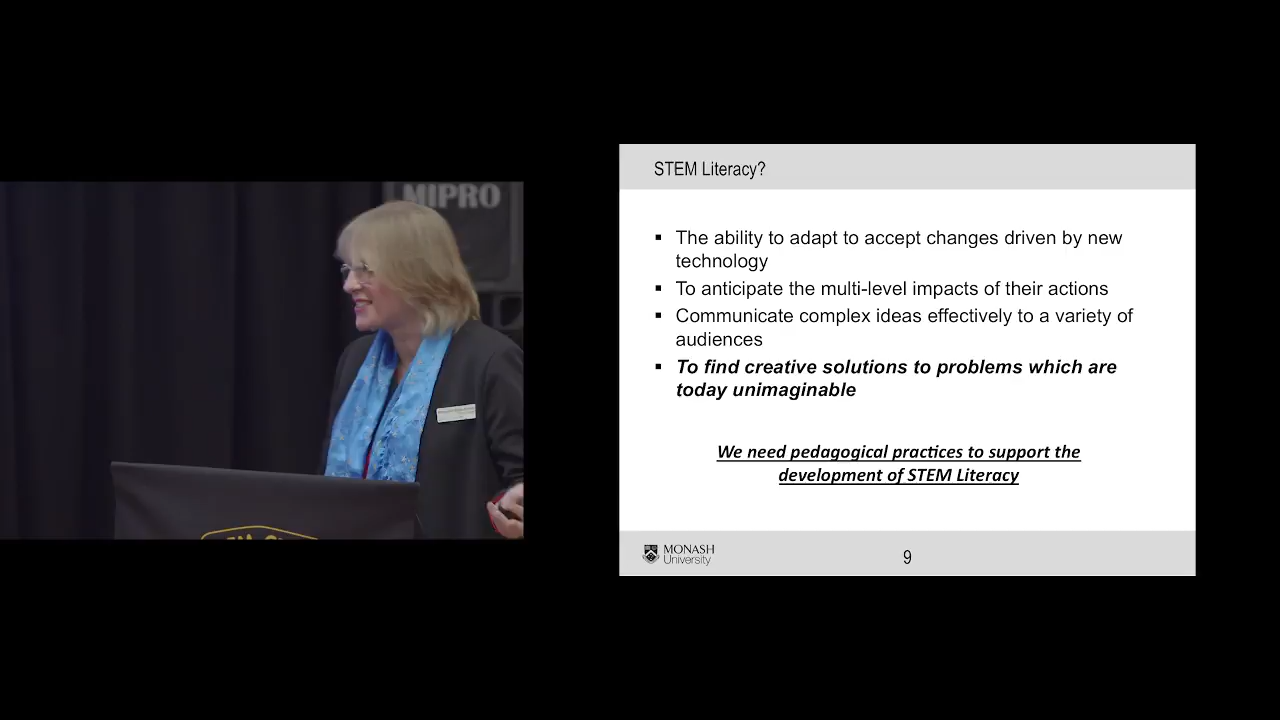 MIPRO
STEM Literacy?
▪ The ability to adapt to accept changes driven by new
technology
▪ To anticipate the multi-level impacts of their actions
▪ Communicate complex ideas effectively to a variety of
audiences
▪ To find creative solutions to problems which are
today unimaginable
We need pedagogical practices to support the
development of STEM Literacy
MONASH
University
9